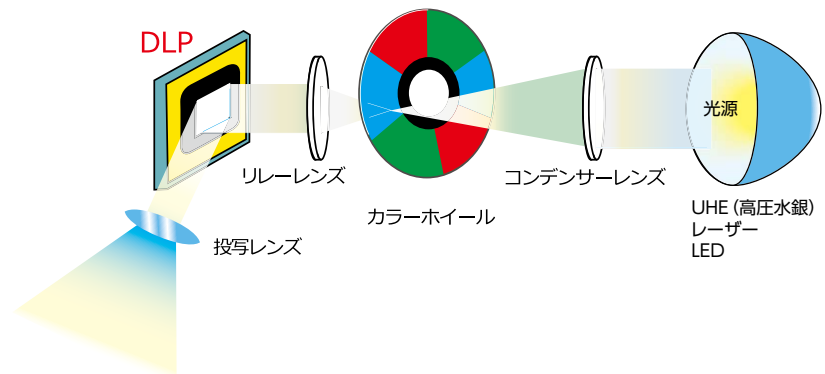 DLP
光源
リレーレンズ
コンデンサーレンズ
カラーホイール
UHE（高圧水銀）
レーザー
LED
投写レンズ